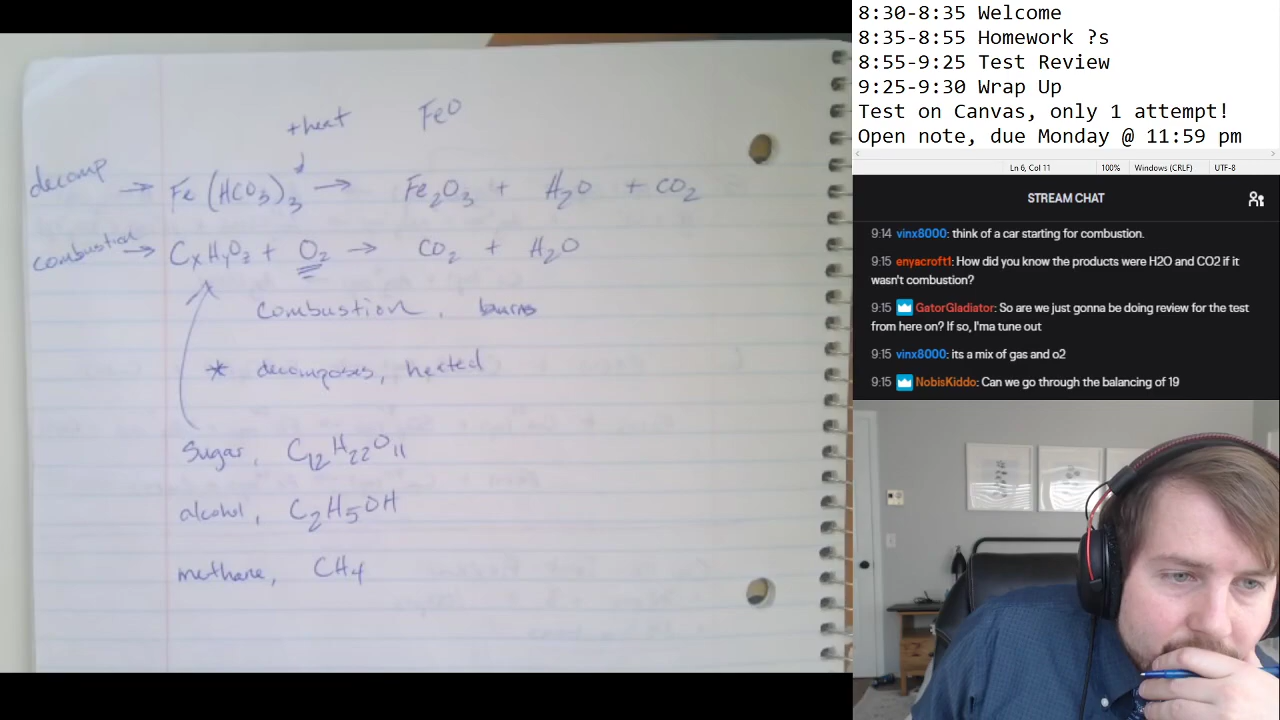 +heat FeO
decomp → Fe(HCO3)3 → Fe2O3 + H2O + CO2
combustion → CxHyOz + O2 → CO2 + H2O
combustion, burns
* decomposes, heated
Sugar, C12H22O11
alcohol, C2H5OH
methane, CH4
8:30-8:35 Welcome
8:35-8:55 Homework ?s
8:55-9:25 Test Review
9:25-9:30 Wrap Up
Test on Canvas, only 1 attempt!
Open note, due Monday @ 11:59 pm
Ln 6, Col 11 100% Windows (CRLF) UTF-8
STREAM CHAT
9:14 vinx8000: think of a car starting for combustion.
9:15 enyacroft1: How did you know the products were H2O and CO2 if it
wasn't combustion?
9:15 GatorGladiator: So are we just gonna be doing review for the test
from here on? If so, I'ma tune out
9:15 vinx8000: its a mix of gas and o2
9:15 NobisKiddo: Can we go through the balancing of 19